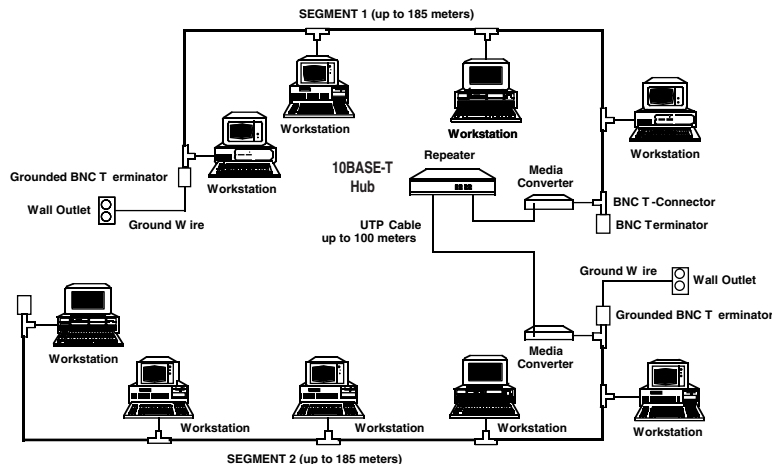 SEGMENT 1 (up to 185 meters)
Workstation
Workstation
Workstation
Workstation
10BASE-T
Hub
Repeater
Media
Converter
Grounded BNC T erminator
Wall Outlet
Ground W ire
BNC T -Connector
BNC Terminator
UTP Cable
up to 100 meters
Ground W ire
Wall Outlet
Grounded BNC T erminator
Media
Converter
Workstation
Workstation
Workstation
Workstation
Workstation
SEGMENT 2 (up to 185 meters)